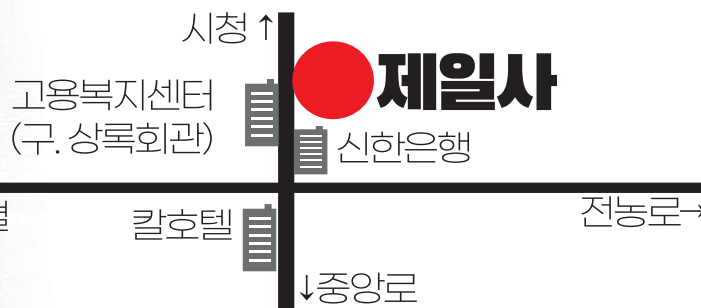 시청↑
제일사
고용복지센터
(구. 상록회관)
신한은행
칼호텔
전농로→
↓중앙로